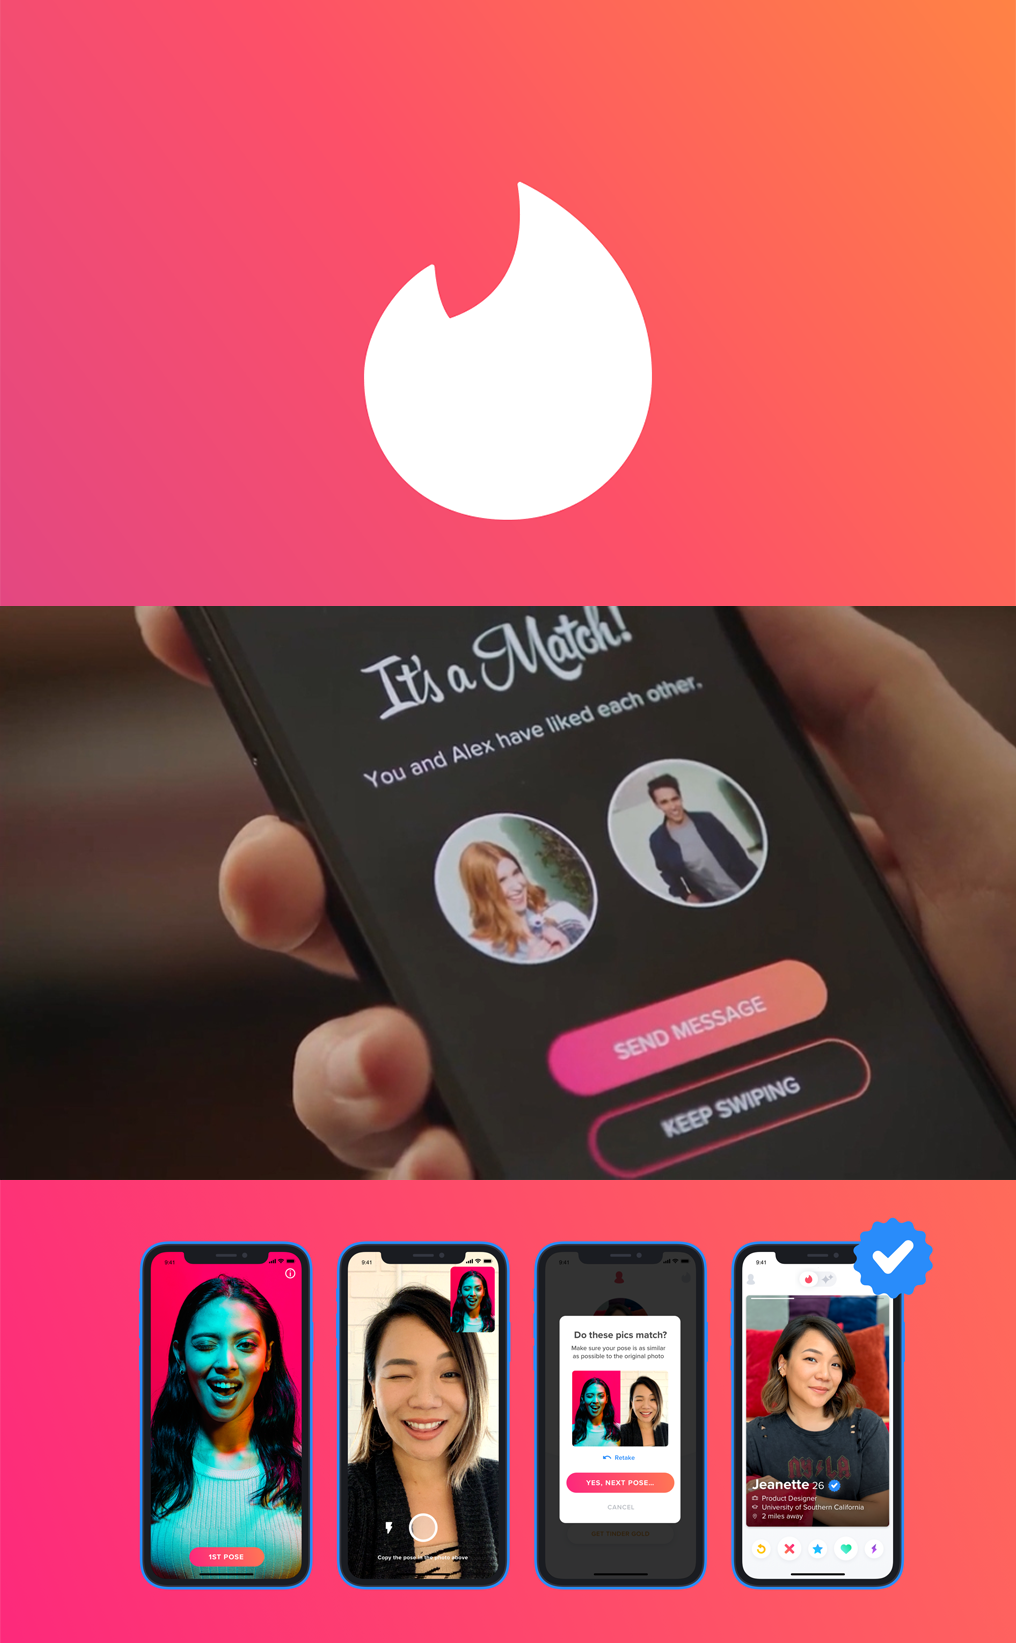 It's a Match!
You and Alex have liked each other.
SEND MESSAGE
KEEP SWIPING
9:41
1ST POSE
9:41
Copy the pose in the photo above
9:41
Do these pics match?
Make sure your pose is as similar
as possible to the original photo
Retake
YES, NEXT POSE...
CANCEL
GET TINDER GOLD
9:41
Jeanette 26
Product Designer
University of Southern California
2 miles away